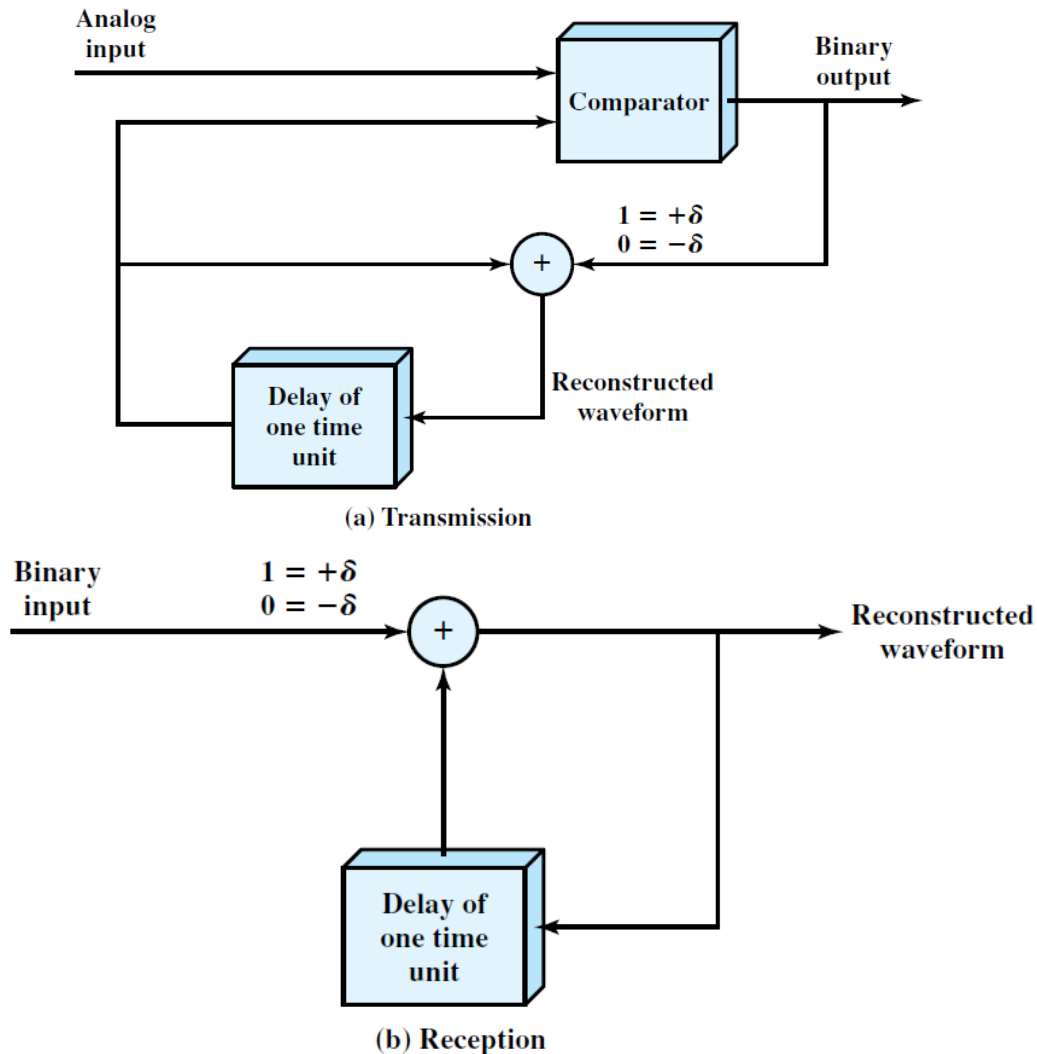 Analog
input
Binary
output
Comparator
1 = +δ
0 = −δ
+
Reconstructed
waveform
Delay of
one time
unit
(a) Transmission
Binary
input
1 = +δ
0 = −δ
+
Reconstructed
waveform
Delay of
one time
unit
(b) Reception